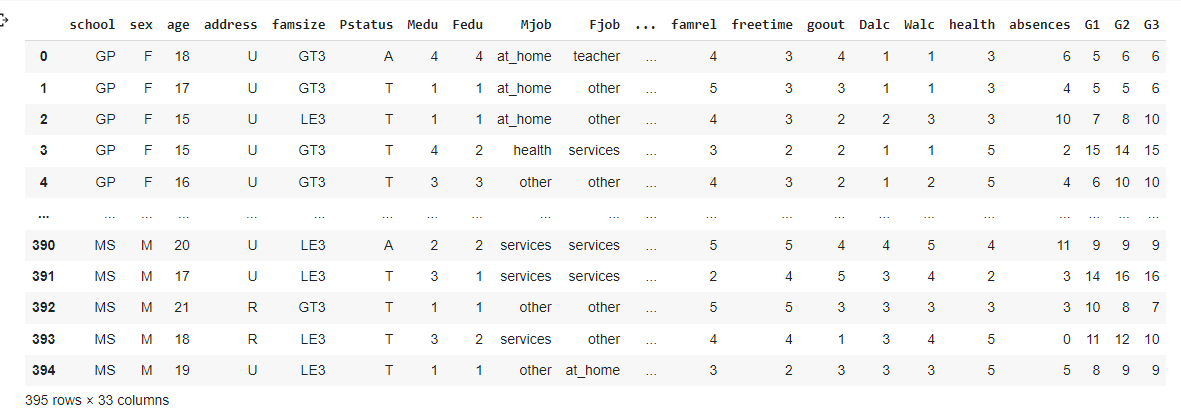 school sex age address famsize Pstatus Medu Fedu Mjob Fjob ... famrel freetime goout Dalc Walc health absences G1 G2 G3
0 GP F 18 U GT3 A 4 4 at_home teacher ... 4 3 4 1 1 3 6 5 6 6
1 GP F 17 U GT3 T 1 1 at_home other ... 5 3 3 1 1 3 4 5 5 6
2 GP F 15 U LE3 T 1 1 at_home other ... 4 3 2 2 3 3 10 7 8 10
3 GP F 15 U GT3 T 4 2 health services ... 3 2 2 1 1 5 2 15 14 15
4 GP F 16 U GT3 T 3 3 other other ... 4 3 2 1 2 5 4 6 10 10
... ... ... ... ... ... ... ... ... ... ... ... ... ... ... ... ... ... ... ... ... ...
390 MS M 20 U LE3 A 2 2 services services ... 5 5 4 4 5 4 11 9 9 9
391 MS M 17 U LE3 T 3 1 services services ... 2 4 5 3 4 2 3 14 16 16
392 MS M 21 R GT3 T 1 1 other other ... 5 5 3 3 3 3 3 10 8 7
393 MS M 18 R LE3 T 3 2 services other ... 4 4 1 3 4 5 0 11 12 10
394 MS M 19 U LE3 T 1 1 other at_home ... 3 2 3 3 3 5 5 8 9 9
395 rows × 33 columns